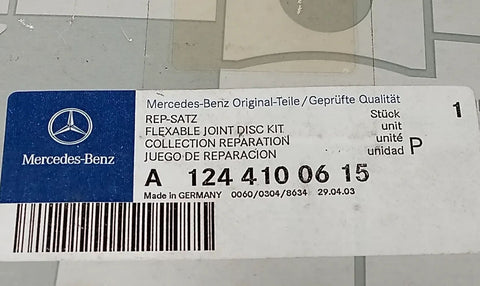 Mercedes-Benz Original-Teile/Geprüfte Qualität
REP-SATZ
FLEXABLE JOINT DISC KIT
COLLECTION REPARATION
JUEGO DE REPARACION
Stück
unit
unité
unidad
P
1
Mercedes-Benz
A 124 410 06 15
Made in GERMANY 0060/0304/8634 29.04.03